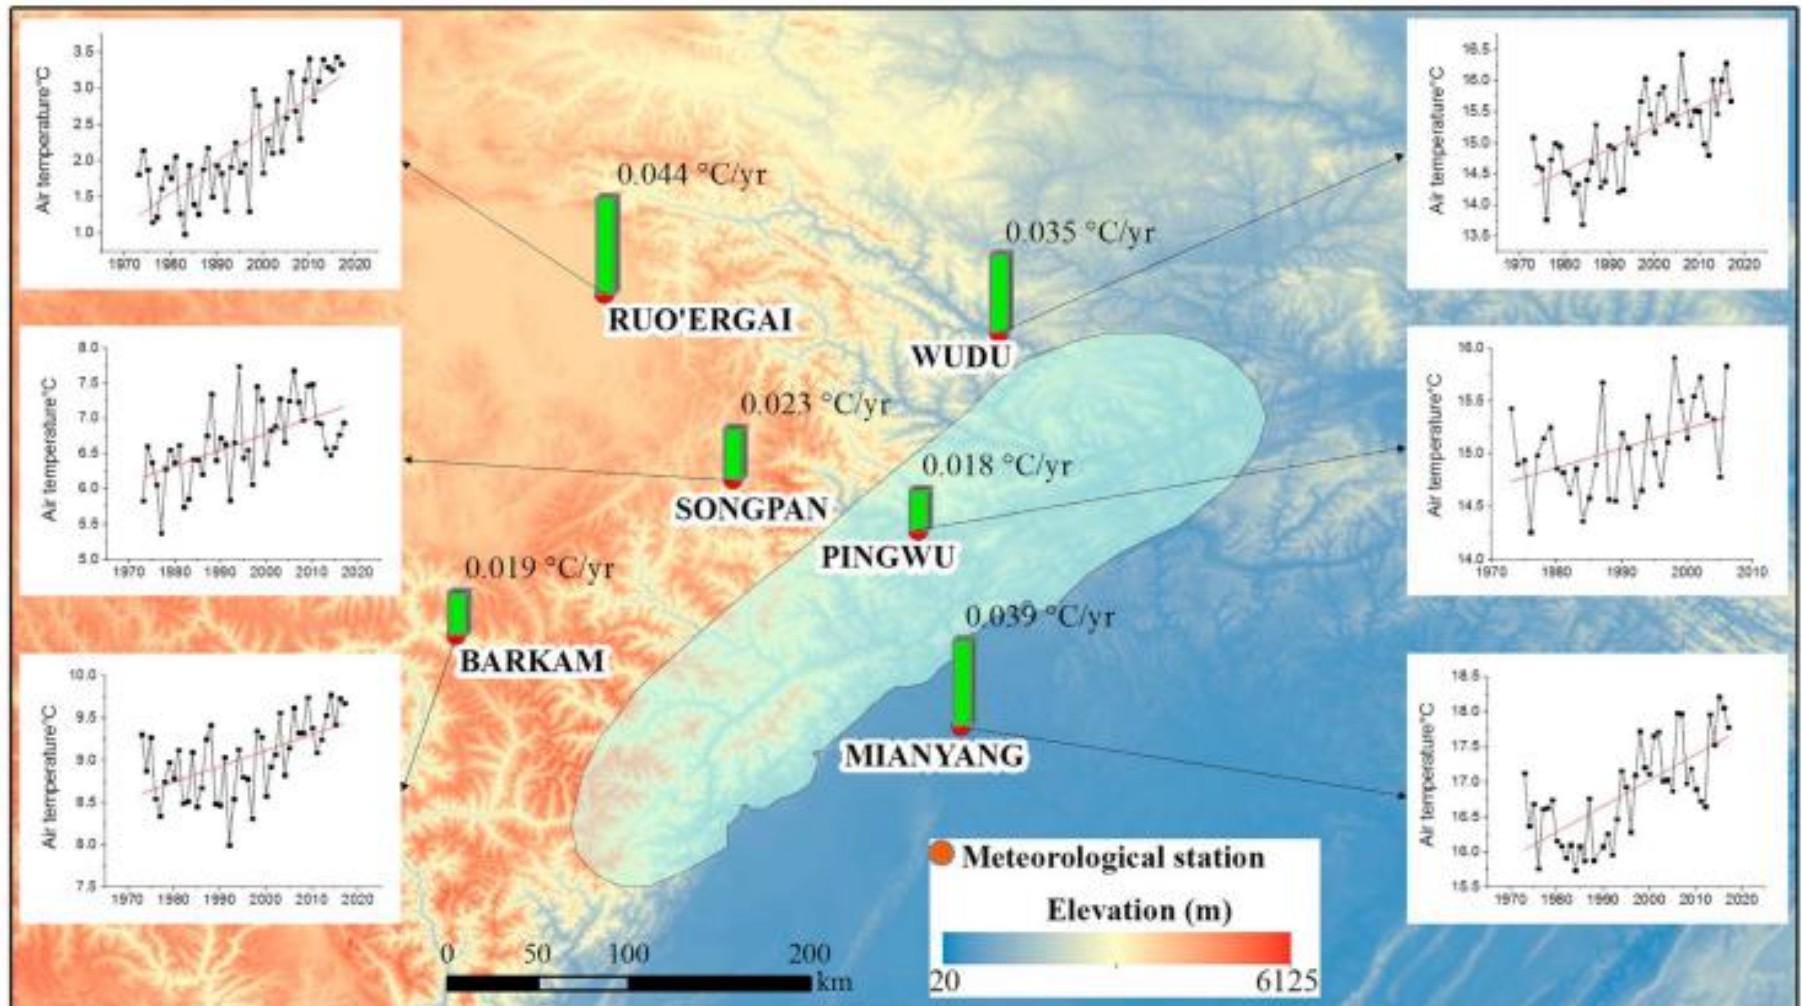 Air temperature°C
3.5
3.0
2.5
2.0
1.5
1.0
1970 1980 1990 2000 2010 2020
Air temperature°C
16.5
16.0
15.5
15.0
14.5
14.0
13.5
1970 1980 1990 2000 2010 2020
0.044 °C/yr
RUO'ERGAI
0.035 °C/yr
WUDU
Air temperature°C
8.0
7.5
7.0
6.5
6.0
5.5
5.0
1970 1980 1990 2000 2010 2020
0.023 °C/yr
SONGPAN
0.018 °C/yr
PINGWU
Air temperature°C
16.0
15.5
15.0
14.5
14.0
1970 1980 1990 2000 2010
0.019 °C/yr
BARKAM
0.039 °C/yr
MIANYANG
Air temperature°C
10.0
9.5
9.0
8.5
8.0
7.5
1970 1980 1990 2000 2010 2020
Air temperature°C
18.5
18.0
17.5
17.0
16.5
16.0
15.5
1970 1980 1990 2000 2010 2020
Meteorological station
Elevation (m)
20 6125
0 50 100 200
km